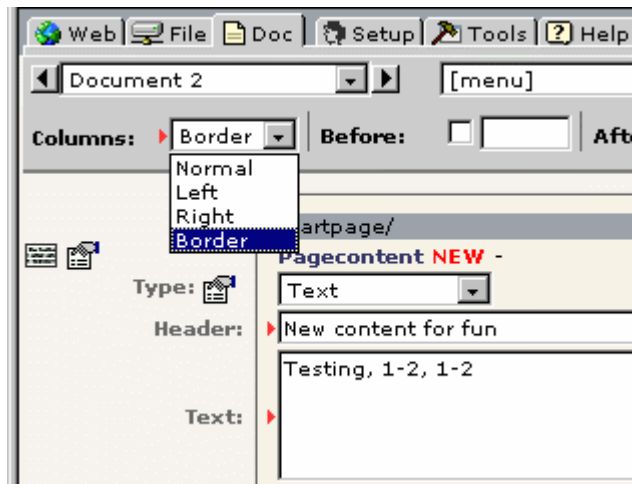 Web File Doc Setup Tools Help
Document 2 [menu]
Columns: Border Before:
Normal
Left
Right
Border
Pagecontent NEW -
Type: Text
Header: New content for fun
Testing, 1-2, 1-2
Text: